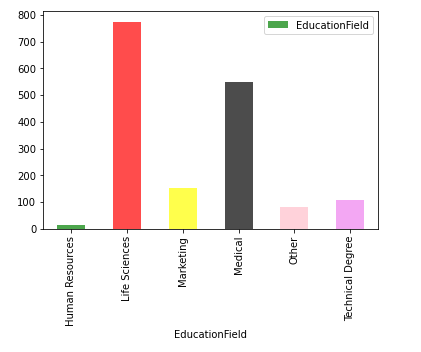 800
700
600
500
400
300
200
100
0
EducationField
Human Resources
Life Sciences
Marketing
Medical
Other
Technical Degree
EducationField